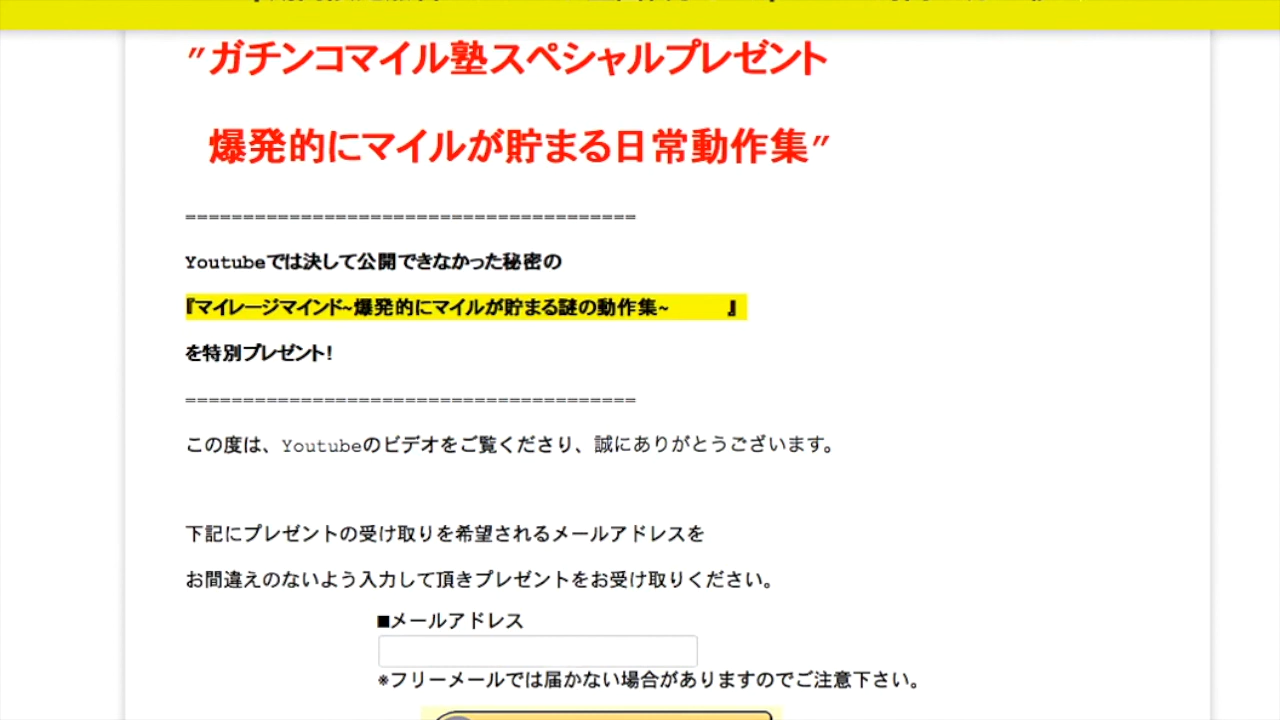 ”ガチンコマイル塾スペシャルプレゼント
爆発的にマイルが貯まる日常動作集”
=======================================
Youtubeでは決して公開できなかった秘密の
『マイレージマインド~爆発的にマイルが貯まる謎の動作集~　　　』
を特別プレゼント!
=======================================
この度は、Youtubeのビデオをご覧くださり、誠にありがとうございます。
下記にプレゼントの受け取りを希望されるメールアドレスを
お間違えのないよう入力して頂きプレゼントをお受け取りください。
■メールアドレス
※フリーメールでは届かない場合がありますのでご注意下さい。